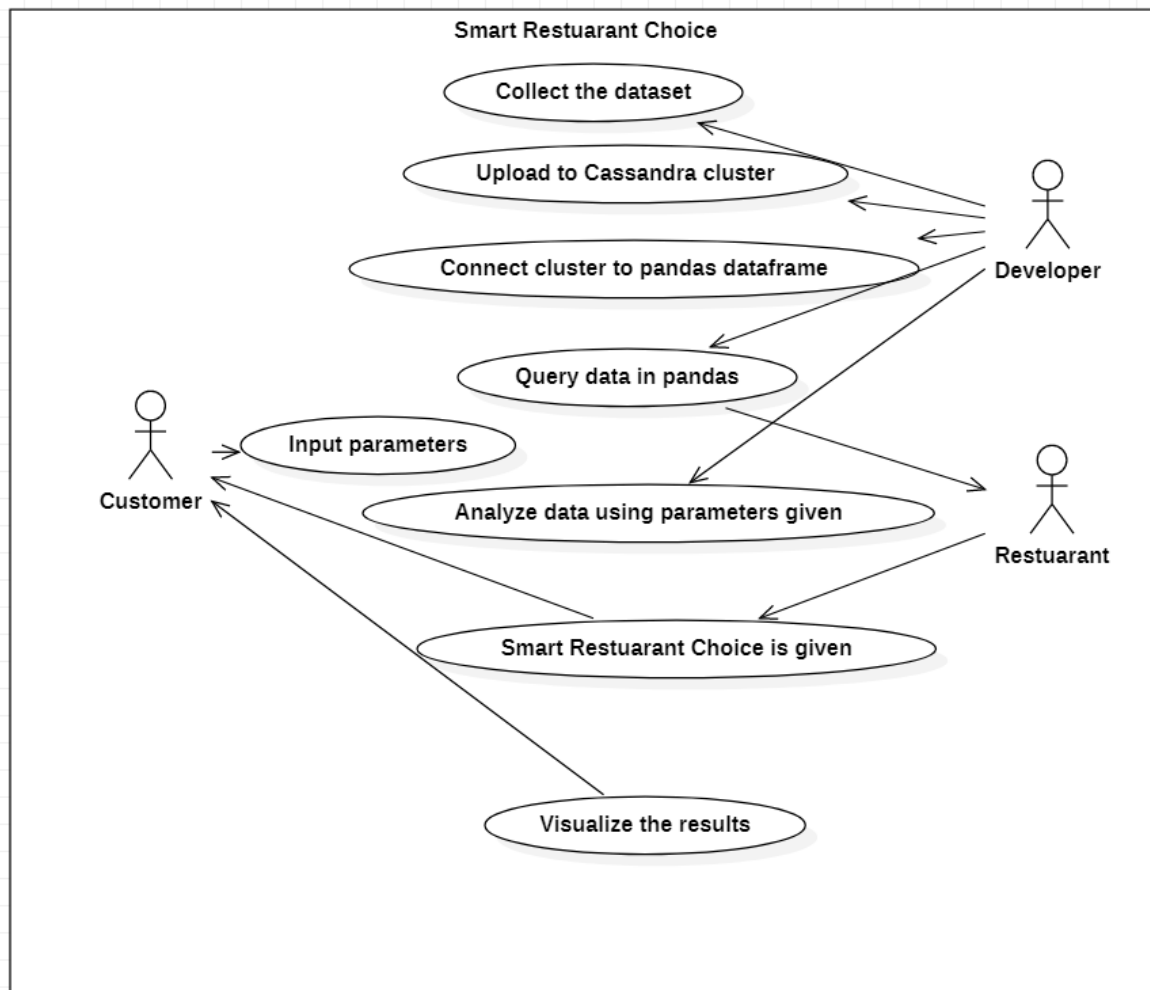 Smart Restuarant Choice
Collect the dataset
Upload to Cassandra cluster
Developer
Connect cluster to pandas dataframe
Query data in pandas
Input parameters
Customer
Analyze data using parameters given
Restuarant
Smart Restuarant Choice is given
Visualize the results